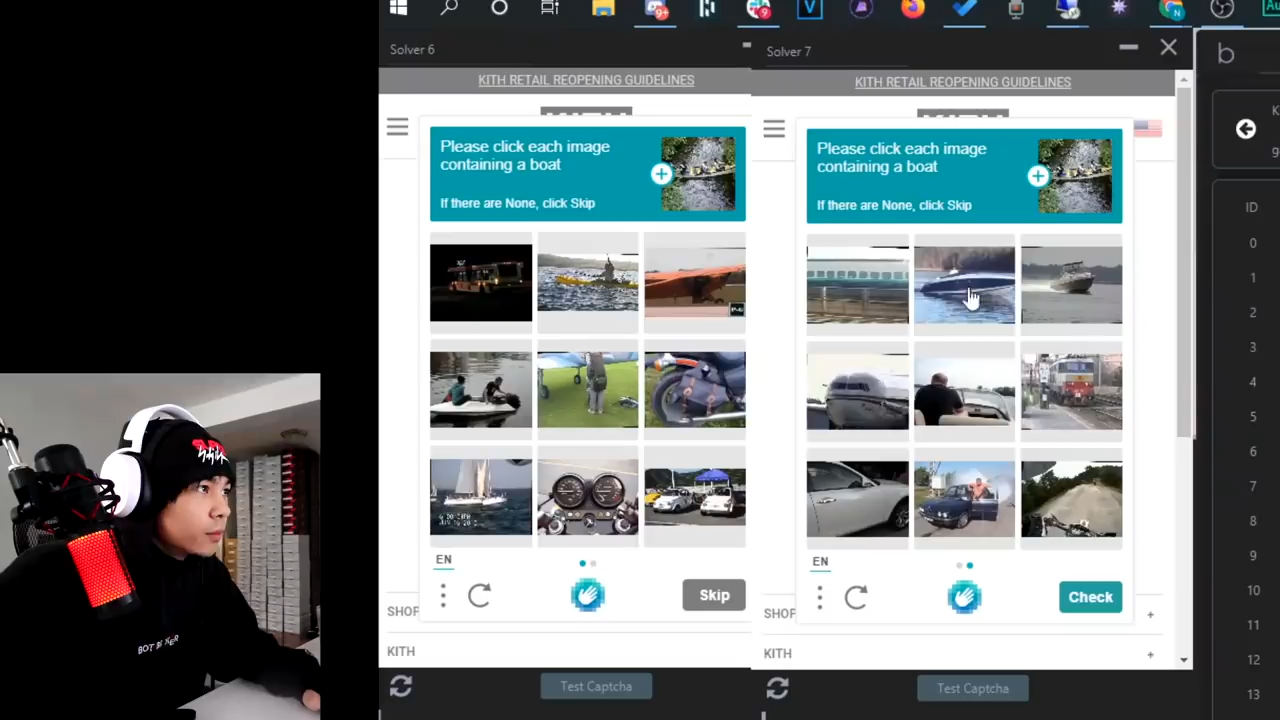 Solver 6
KITH RETAIL REOPENING GUIDELINES
Please click each image
containing a boat
If there are None, click Skip
EN
Skip
SHOP
KITH
Test Captcha
Solver 7
KITH RETAIL REOPENING GUIDELINES
Please click each image
containing a boat
If there are None, click Skip
EN
Check
SHOP
KITH
Test Captcha
K
g
ID
0
1
2
3
4
5
6
7
8
9
10
11
12
13